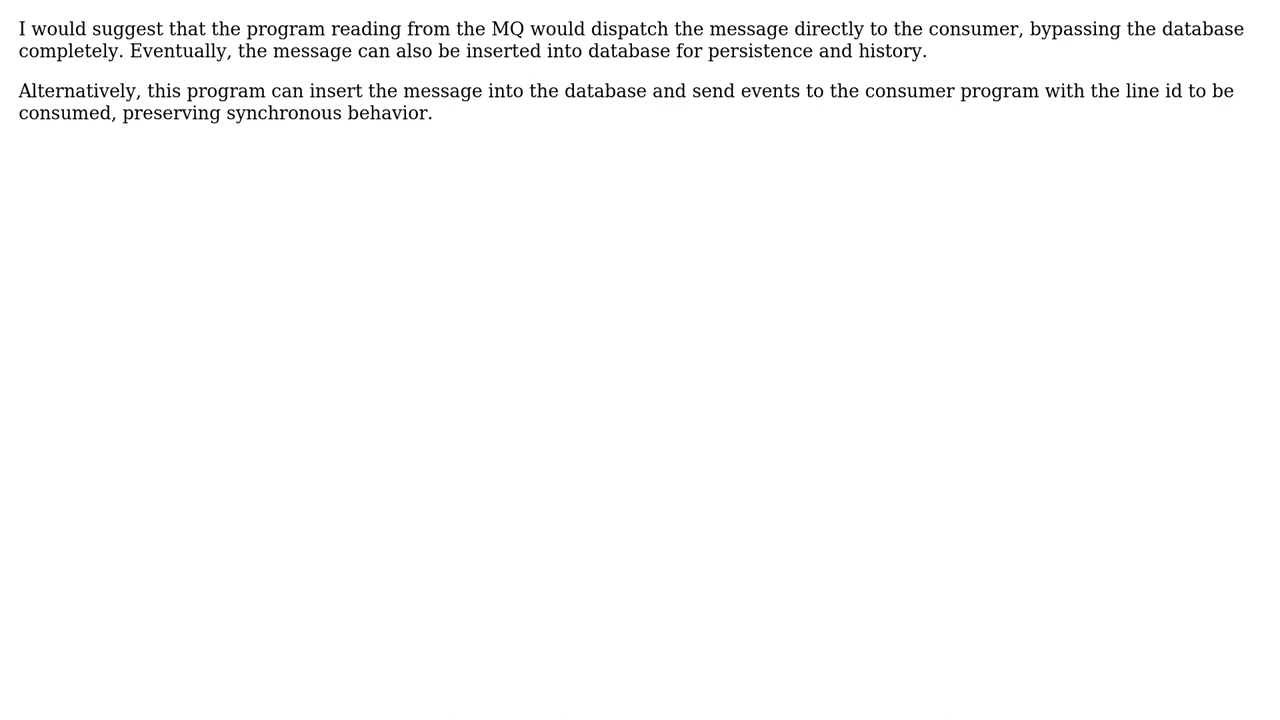 I would suggest that the program reading from the MQ would dispatch the message directly to the consumer, bypassing the database
completely. Eventually, the message can also be inserted into database for persistence and history.
Alternatively, this program can insert the message into the database and send events to the consumer program with the line id to be
consumed, preserving synchronous behavior.